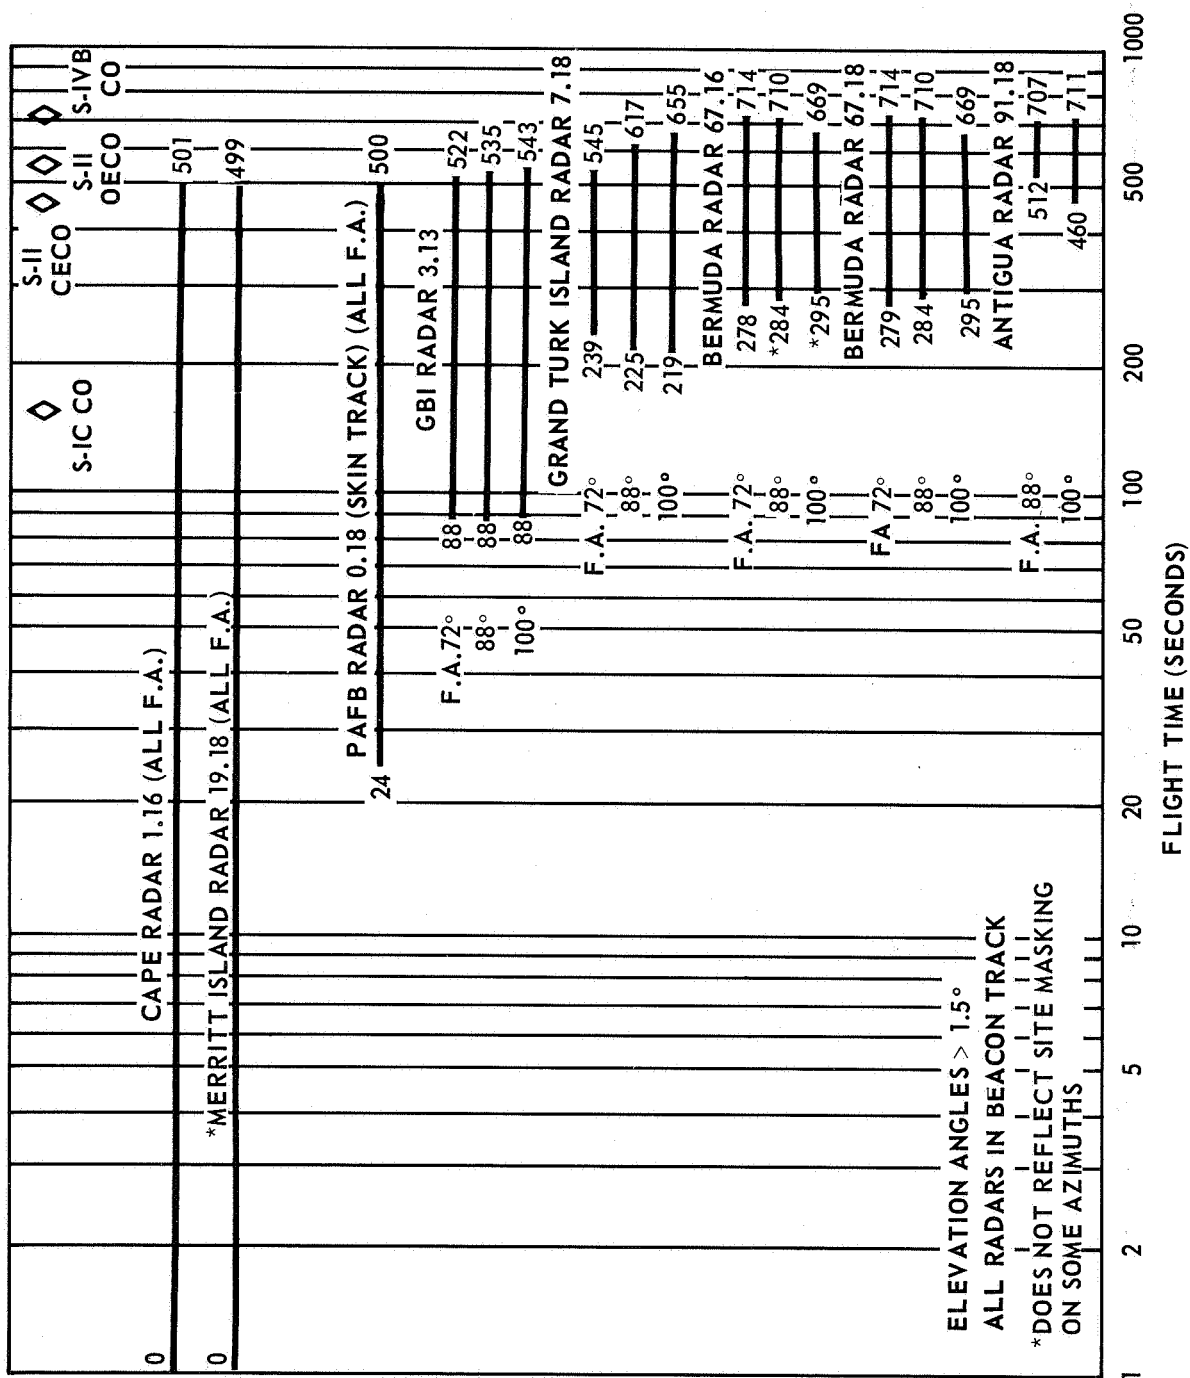 S-IC CO
S-II
CECO
S-II
OECO
S-IVB
CO
CAPE RADAR 1.16 (ALL F.A.)
0
501
*MERRITT ISLAND RADAR 19.18 (ALL F.A.)
0
499
PAFB RADAR 0.18 (SKIN TRACK) (ALL F.A.)
24
500
GBI RADAR 3.13
F.A. 72° 88 522
88° 88 535
100° 88 543
GRAND TURK ISLAND RADAR 7.18
F.A. 72° 239 545
88° 225 617
100° 219 655
BERMUDA RADAR 67.16
F.A. 72° 278 714
88° *284 710
100° *295 669
BERMUDA RADAR 67.18
FA 72° 279 714
88° 284 710
100° 295 669
ANTIGUA RADAR 91.18
F.A. 88° 512 707
100° 460 711
ELEVATION ANGLES > 1.5°
ALL RADARS IN BEACON TRACK
*DOES NOT REFLECT SITE MASKING
ON SOME AZIMUTHS
1 2 5 10 20 50 100 200 500 1000
FLIGHT TIME (SECONDS)